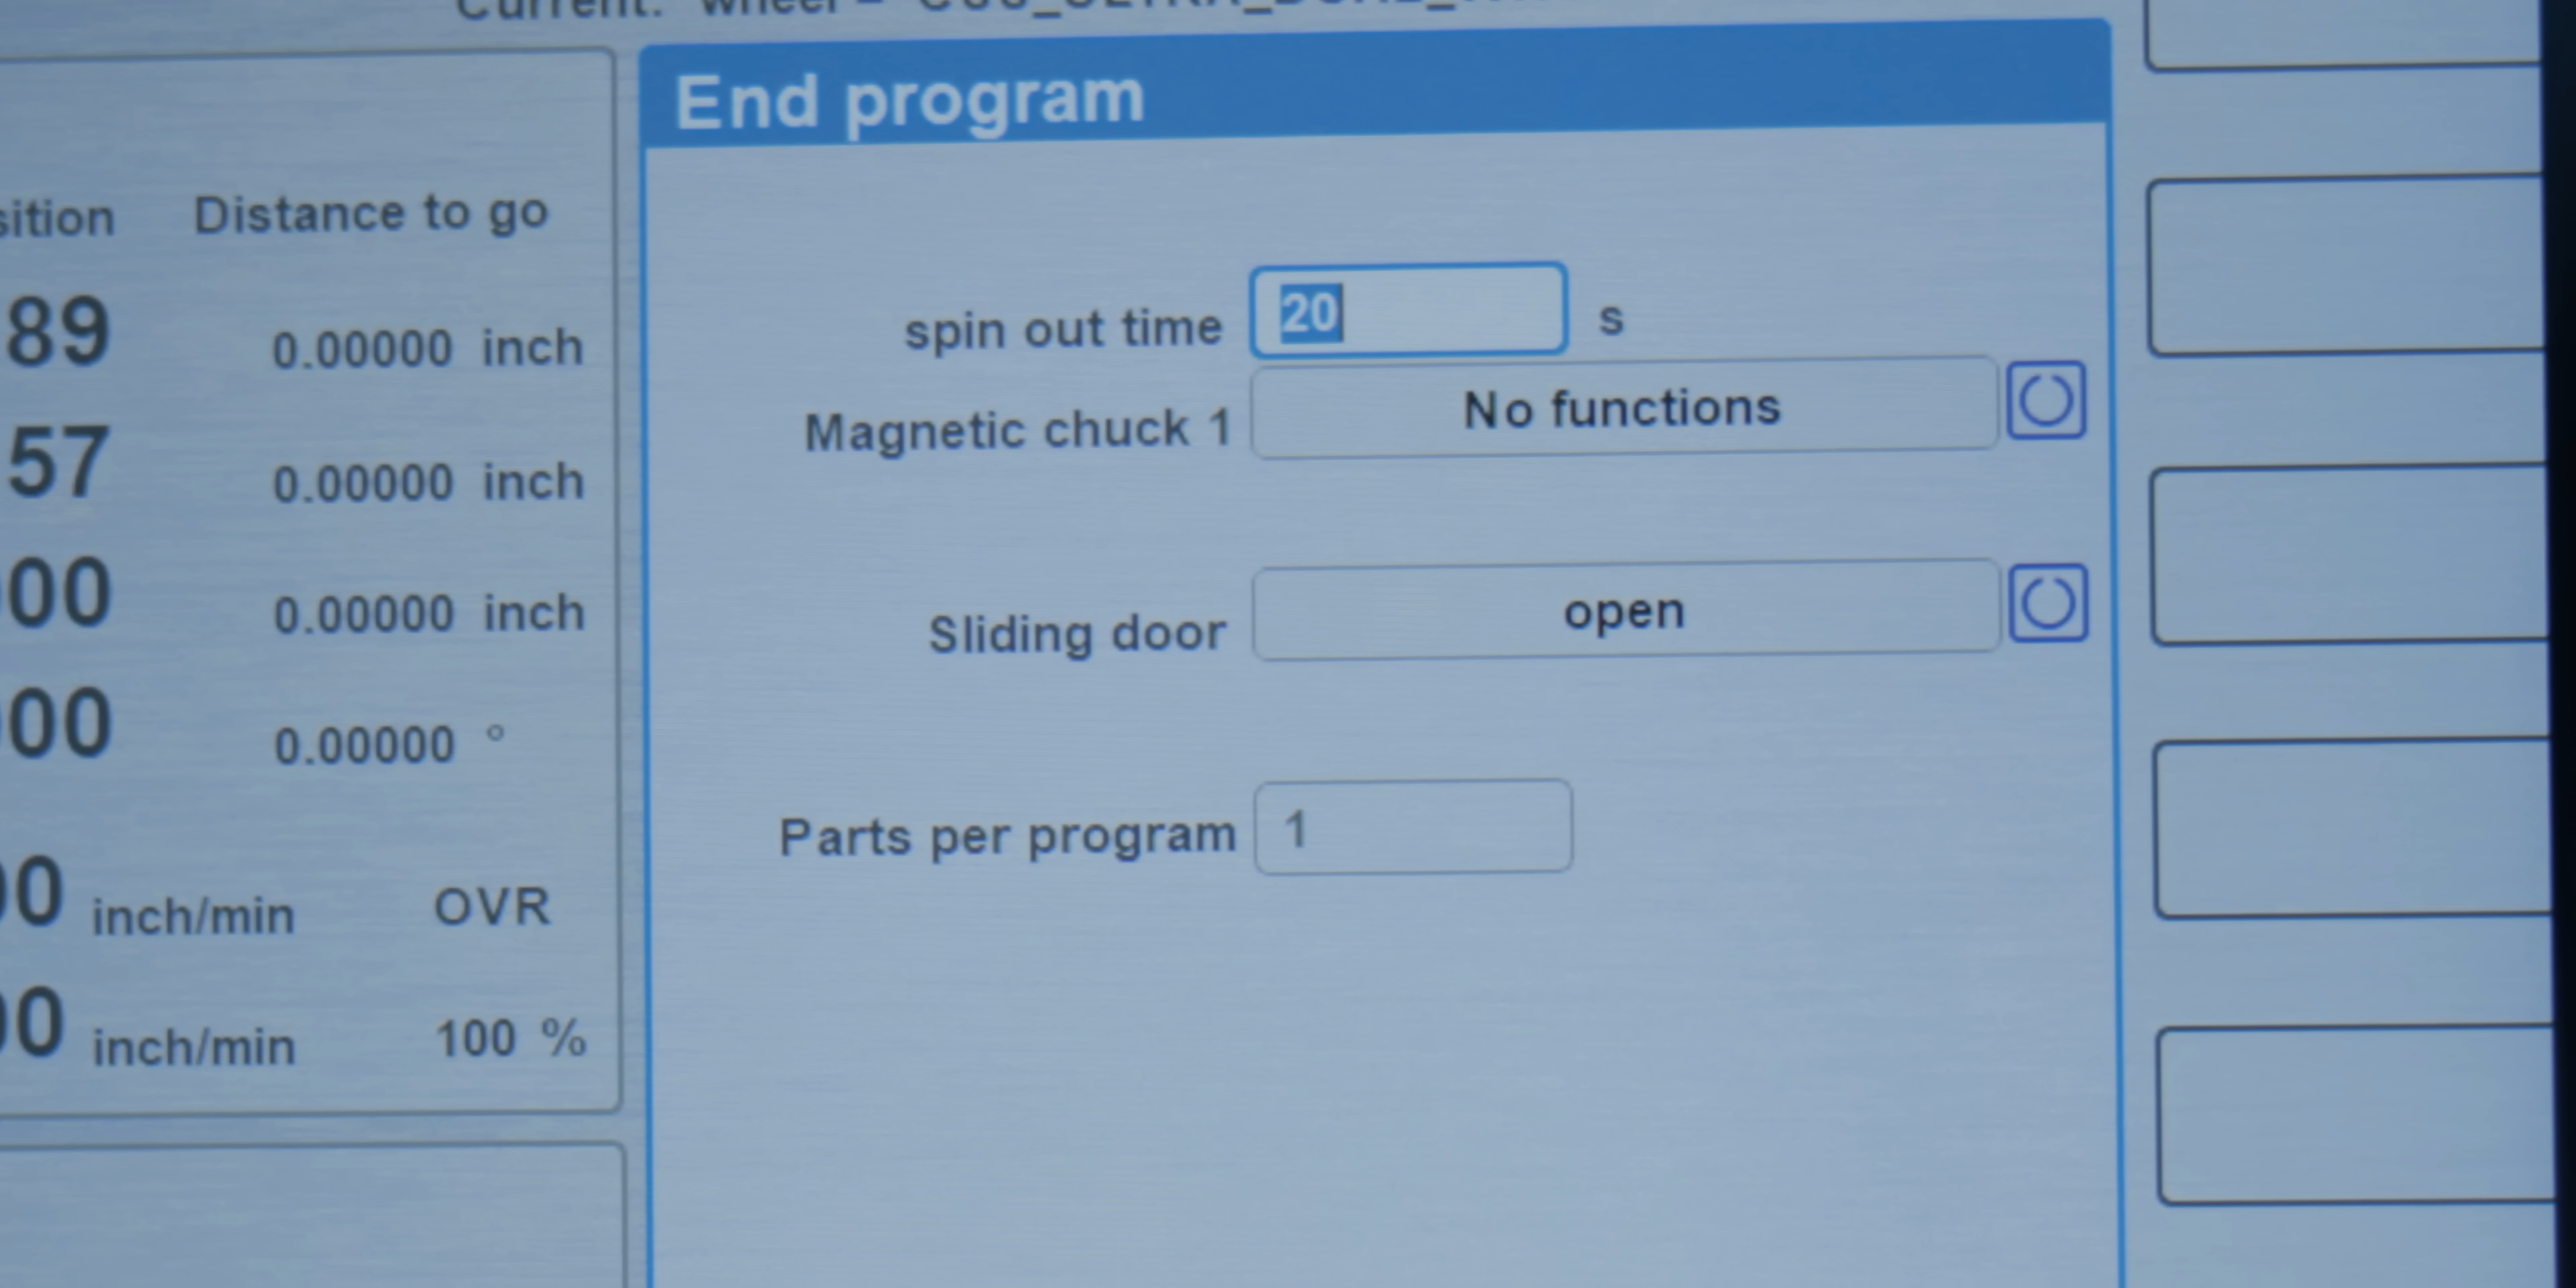 Current: wheel =
End program
Distance to go
89 0.00000 inch
57 0.00000 inch
00 0.00000 inch
00 0.00000 °
0 inch/min OVR
0 inch/min 100 %
spin out time 20 s
Magnetic chuck 1 No functions
Sliding door open
Parts per program 1